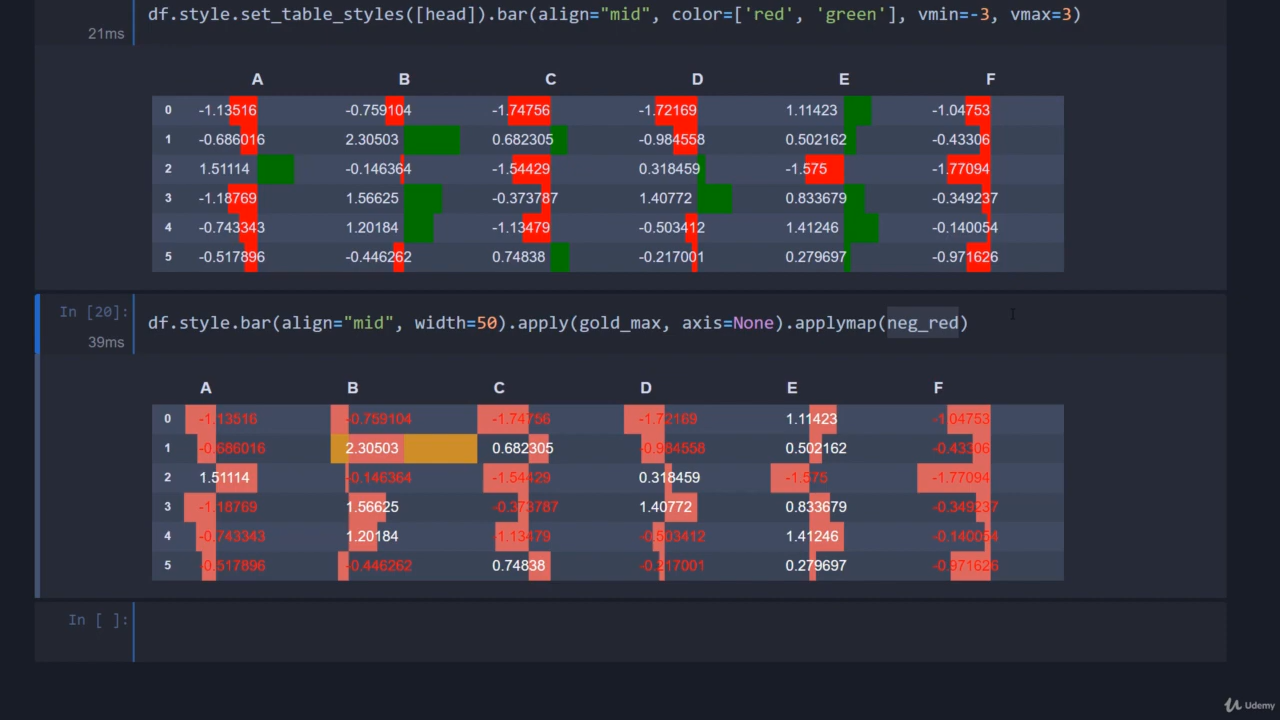 df.style.set_table_styles([head]).bar(align="mid", color=['red', 'green'], vmin=-3, vmax=3)
21ms
A B C D E F
0 -1.13516 -0.759104 -1.74756 -1.72169 1.11423 -1.04753
1 -0.686016 2.30503 0.682305 -0.984558 0.502162 -0.43306
2 1.51114 -0.146364 -1.54429 0.318459 -1.575 -1.77094
3 -1.18769 1.56625 -0.373787 1.40772 0.833679 -0.349237
4 -0.743343 1.20184 -1.13479 -0.503412 1.41246 -0.140054
5 -0.517896 -0.446262 0.74838 -0.217001 0.279697 -0.971626
In [20]:
df.style.bar(align="mid", width=50).apply(gold_max, axis=None).applymap(neg_red)
39ms
A B C D E F
0 -1.13516 -0.759104 -1.74756 -1.72169 1.11423 -1.04753
1 -0.686016 2.30503 0.682305 -0.984558 0.502162 -0.43306
2 1.51114 -0.146364 -1.54429 0.318459 -1.575 -1.77094
3 -1.18769 1.56625 -0.373787 1.40772 0.833679 -0.349237
4 -0.743343 1.20184 -1.13479 -0.503412 1.41246 -0.140054
5 -0.517896 -0.446262 0.74838 -0.217001 0.279697 -0.971626
In [ ]:
Udemy